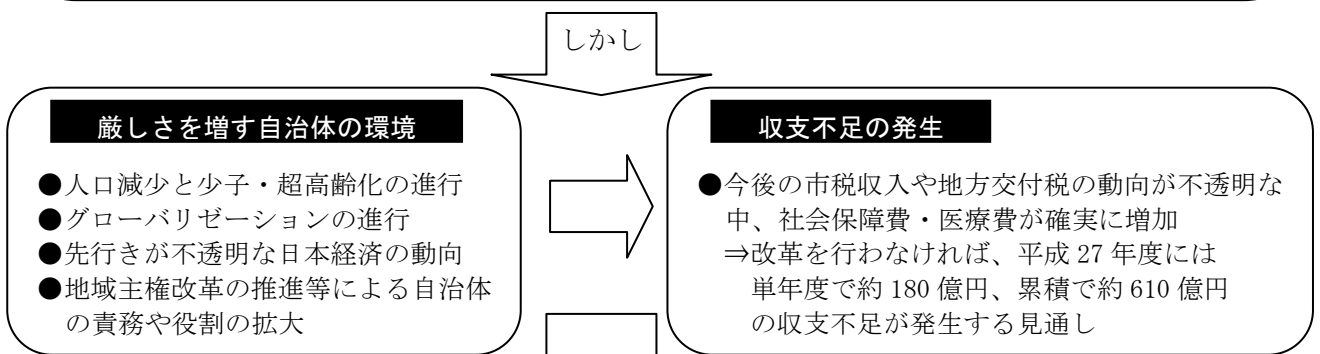 しかし
厳しさを増す自治体の環境
●人口減少と少子・超高齢化の進行
●グローバリゼーションの進行
●先行きが不透明な日本経済の動向
●地域主権改革の推進等による自治体
の責務や役割の拡大
収支不足の発生
●今後の市税収入や地方交付税の動向が不透明な
中、社会保障費・医療費が確実に増加
⇒改革を行わなければ、平成 27 年度には
単年度で約 180 億円、累積で約 610 億円
の収支不足が発生する見通し